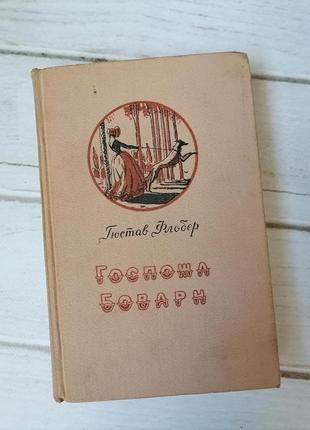 Гюстав Флобер
Госпожа
Бовари